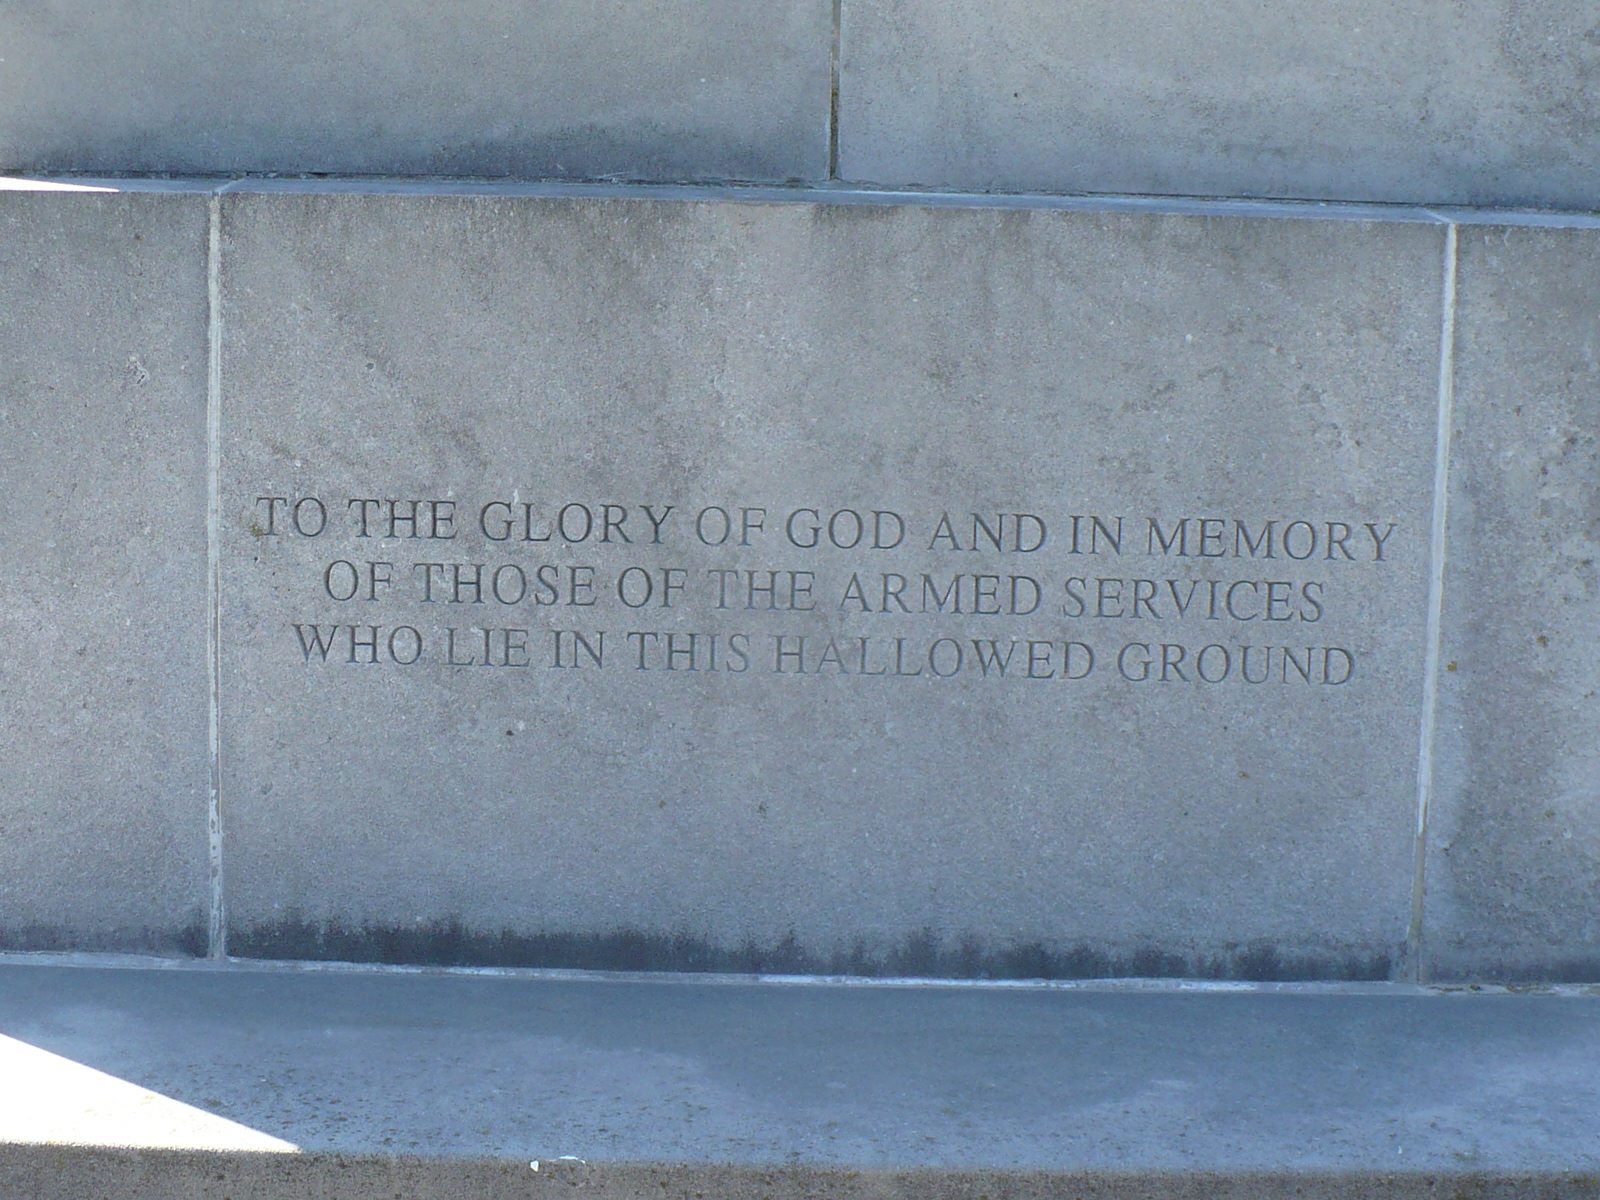 TO THE GLORY OF GOD AND IN MEMORY
OF THOSE OF THE ARMED SERVICES
WHO LIE IN THIS HALLOWED GROUND